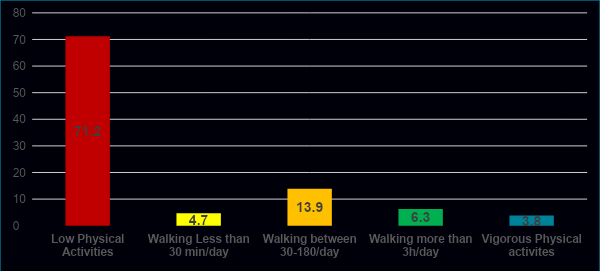 80
70
60
50
40
30
20
10
0
71.2
4.7
13.9
6.3
3.8
Low Physical
Activities
Walking Less than
30 min/day
Walking between
30-180/day
Walking more than
3h/day
Vigorous Physical
activites